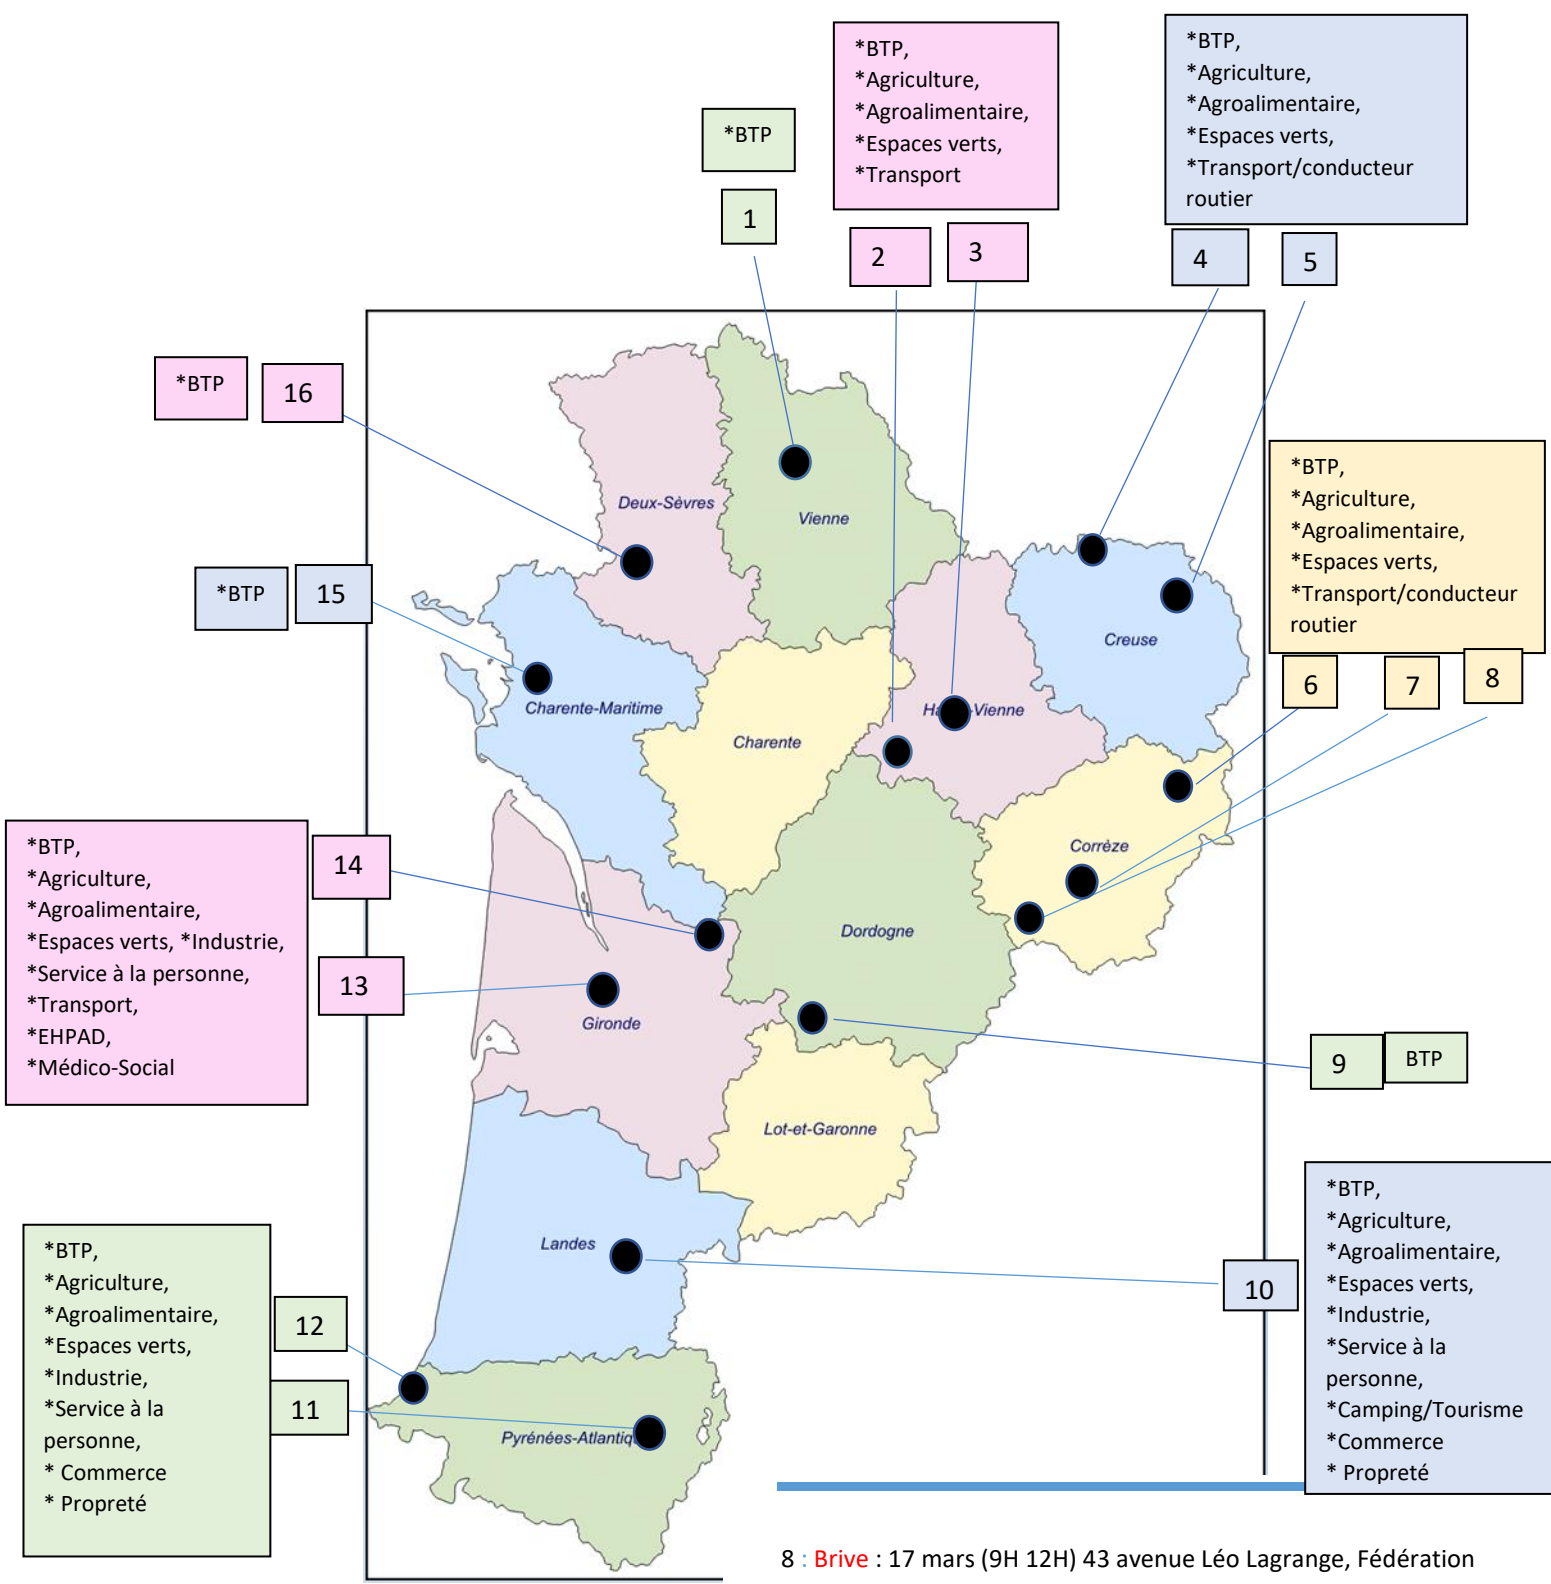 *BTP,
*Agriculture,
*Agroalimentaire,
*Espaces verts,
*Transport
*BTP,
*Agriculture,
*Agroalimentaire,
*Espaces verts,
*Transport/conducteur
routier
*BTP
1
2
3
4
5
*BTP
16
*BTP,
*Agriculture,
*Agroalimentaire,
*Espaces verts,
*Transport/conducteur
routier
Deux-Sèvres
Vienne
*BTP
15
Creuse
6
7
8
Charente-Maritime
Vienne
Charente
*BTP,
*Agriculture,
*Agroalimentaire,
*Espaces verts, *Industrie,
*Service à la personne,
*Transport,
*EHPAD,
*Médico-Social
14
13
Corrèze
Dordogne
Gironde
9
BTP
Lot-et-Garonne
*BTP,
*Agriculture,
*Agroalimentaire,
*Espaces verts,
*Industrie,
*Service à la
personne,
*Camping/Tourisme
*Commerce
* Propreté
10
Landes
*BTP,
*Agriculture,
*Agroalimentaire,
*Espaces verts,
*Industrie,
*Service à la
personne,
* Commerce
* Propreté
12
11
Pyrénées-Atlantiq
8 : Brive : 17 mars (9H 12H) 43 avenue Léo Lagrange, Fédération